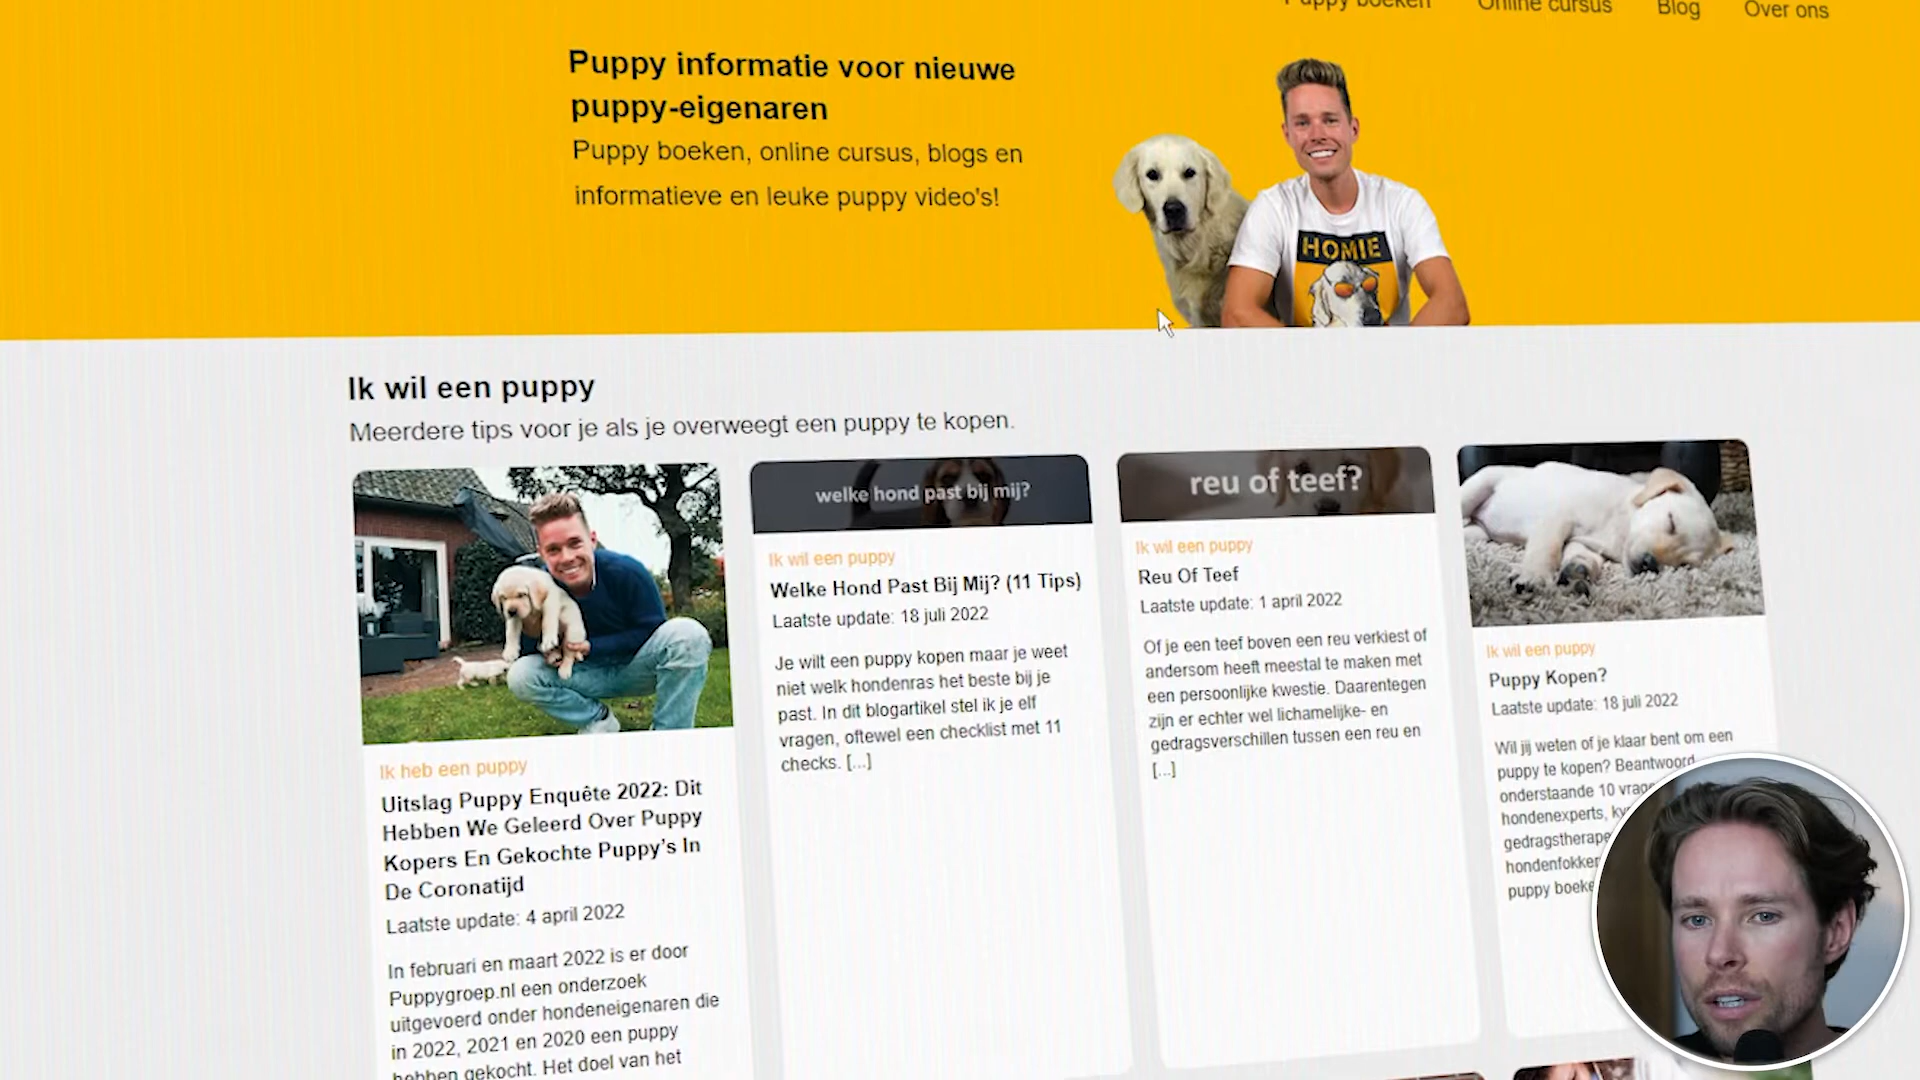 Puppy boeken
Online cursus
Blog
Over ons
Puppy informatie voor nieuwe
puppy-eigenaren
Puppy boeken, online cursus, blogs en
informatieve en leuke puppy video's!
HOMIE
Ik wil een puppy
Meerdere tips voor je als je overweegt een puppy te kopen.
Ik heb een puppy
Uitslag Puppy Enquête 2022: Dit
Hebben We Geleerd Over Puppy
Kopers En Gekochte Puppy's In
De Coronatijd
Laatste update: 4 april 2022
In februari en maart 2022 is er door
Puppygroep.nl een onderzoek
uitgevoerd onder hondeneigenaren die
in 2022, 2021 en 2020 een puppy
hebben gekocht. Het doel van het
welke hond past bij mij?
Ik wil een puppy
Welke Hond Past Bij Mij? (11 Tips)
Laatste update: 18 juli 2022
Je wilt een puppy kopen maar je weet
niet welk hondenras het beste bij je
past. In dit blogartikel stel ik je elf
vragen, oftewel een checklist met 11
checks. [...]
reu of teef?
Ik wil een puppy
Reu Of Teef
Laatste update: 1 april 2022
Of je een teef boven een reu verkiest of
andersom heeft meestal te maken met
een persoonlijke kwestie. Daarentegen
zijn er echter wel lichamelijke- en
gedragsverschillen tussen een reu en
[...]
Ik wil een puppy
Puppy Kopen?
Laatste update: 18 juli 2022
Wil jij weten of je klaar bent om een
puppy te kopen? Beantwoord
onderstaande 10
hondenexperts,
puppy